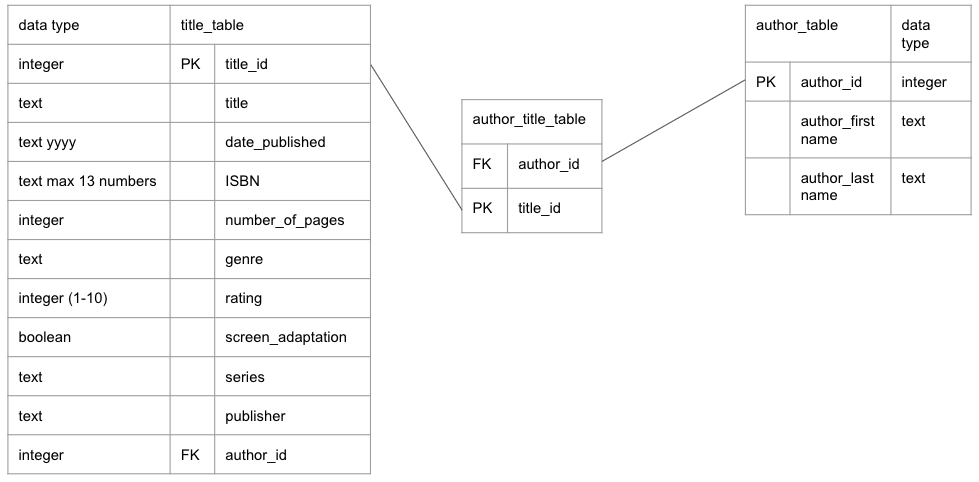 data type title_table
integer PK title_id
text title
text yyyy date_published
text max 13 numbers ISBN
integer number_of_pages
text genre
integer (1-10) rating
boolean screen_adaptation
text series
text publisher
integer FK author_id
author_title_table
FK author_id
PK title_id
author_table data
type
PK author_id integer
author_first text
name
author_last text
name